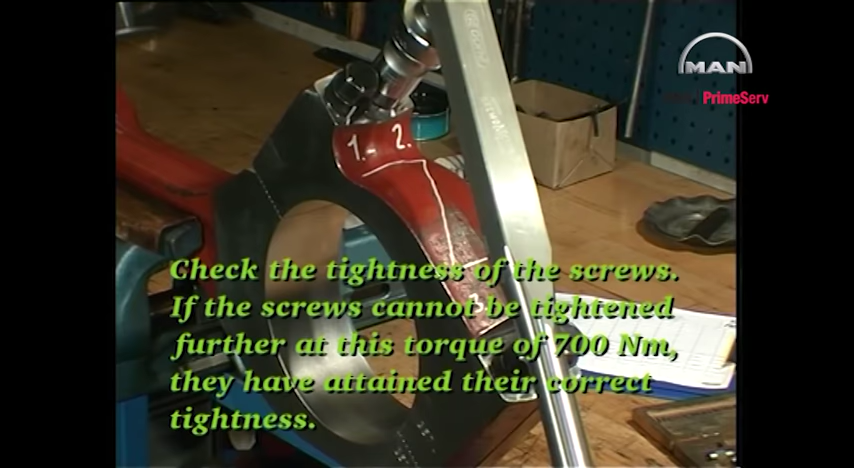 MAN
PrimeServ
1. 2.
3
Check the tightness of the screws.
If the screws cannot be tightened
further at this torque of 700 Nm,
they have attained their correct
tightness.